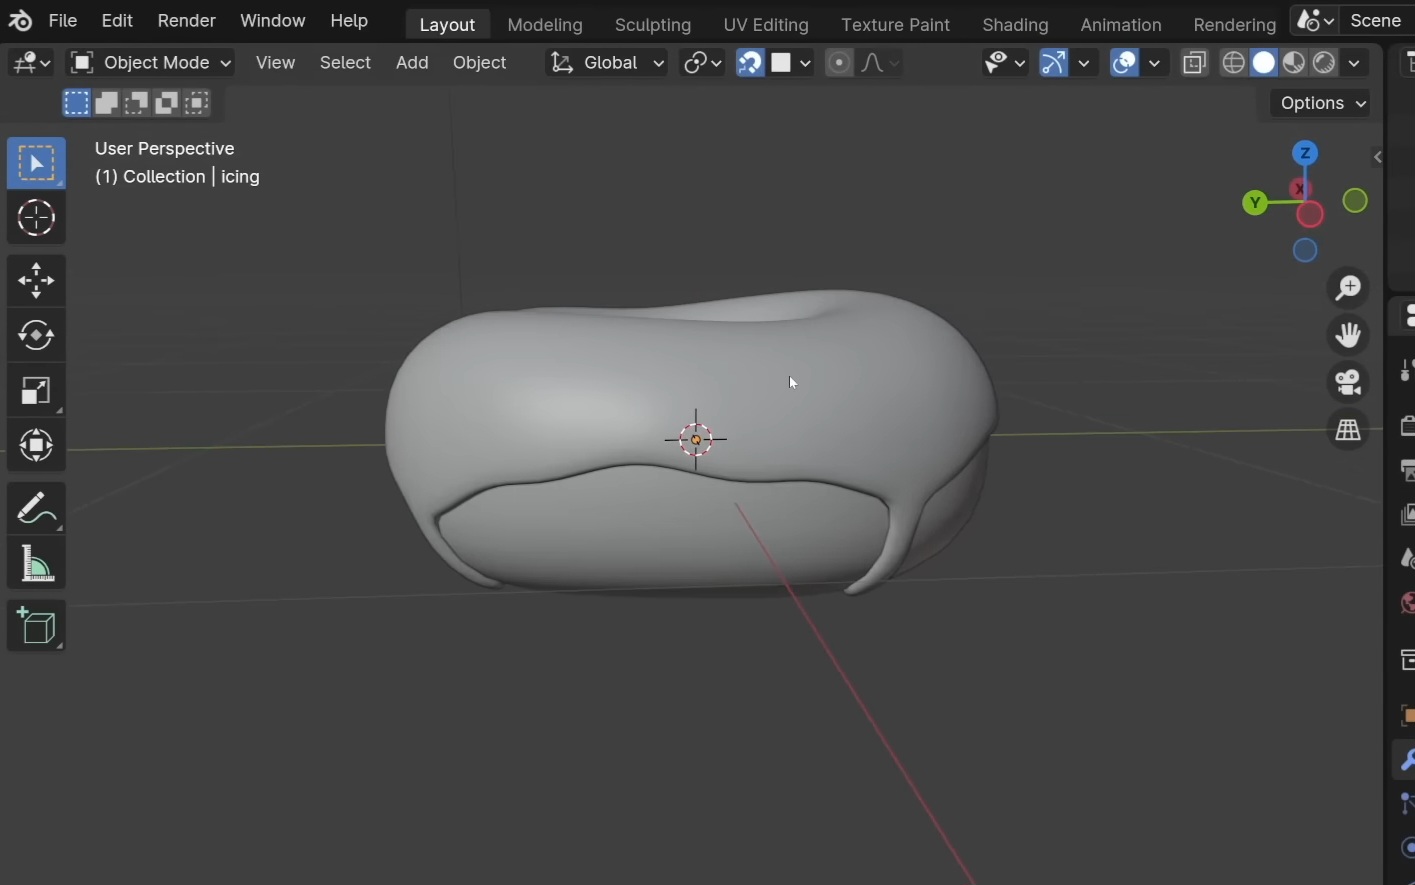 File Edit Render Window Help Layout Modeling Sculpting UV Editing Texture Paint Shading Animation Rendering Scene
Object Mode View Select Add Object Global
Options
User Perspective
(1) Collection | icing
Z
X
Y